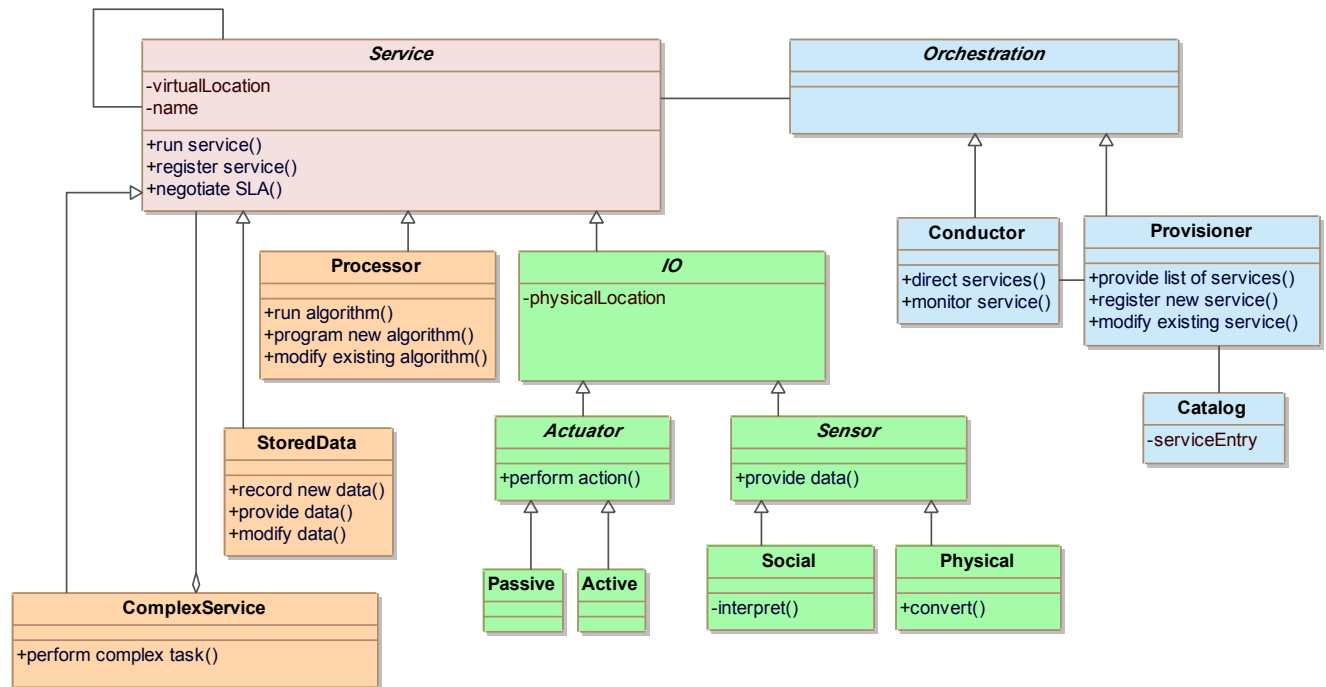 Service
-virtualLocation
-name
+run service()
+register service()
+negotiate SLA()
Orchestration
Conductor
+direct services()
+monitor service()
Provisioner
+provide list of services()
+register new service()
+modify existing service()
Catalog
-serviceEntry
Processor
+run algorithm()
+program new algorithm()
+modify existing algorithm()
IO
-physicalLocation
StoredData
+record new data()
+provide data()
+modify data()
Actuator
+perform action()
Sensor
+provide data()
Passive
Active
Social
-interpret()
Physical
+convert()
ComplexService
+perform complex task()